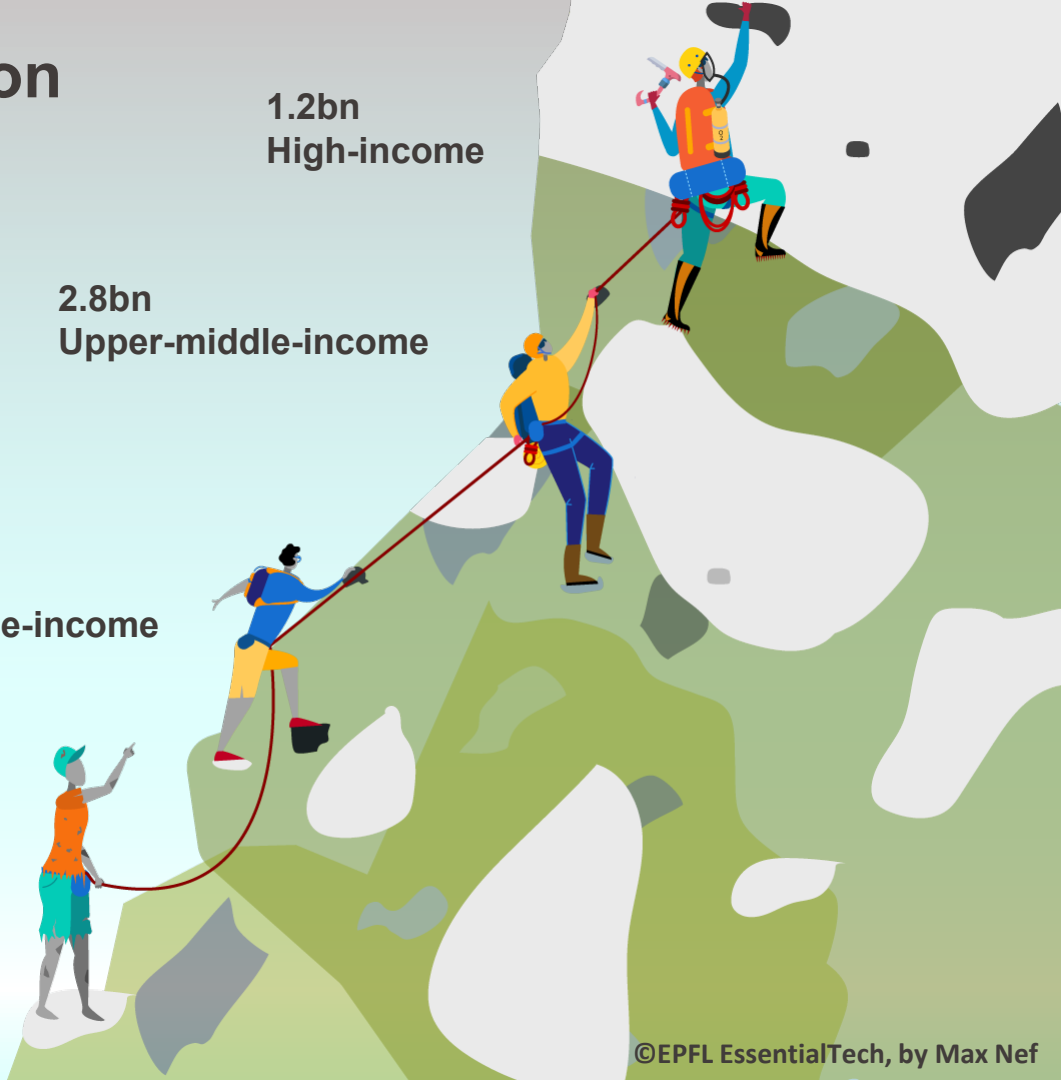 on
1.2bn
High-income
2.8bn
Upper-middle-income
e-income
©EPFL EssentialTech, by Max Nef